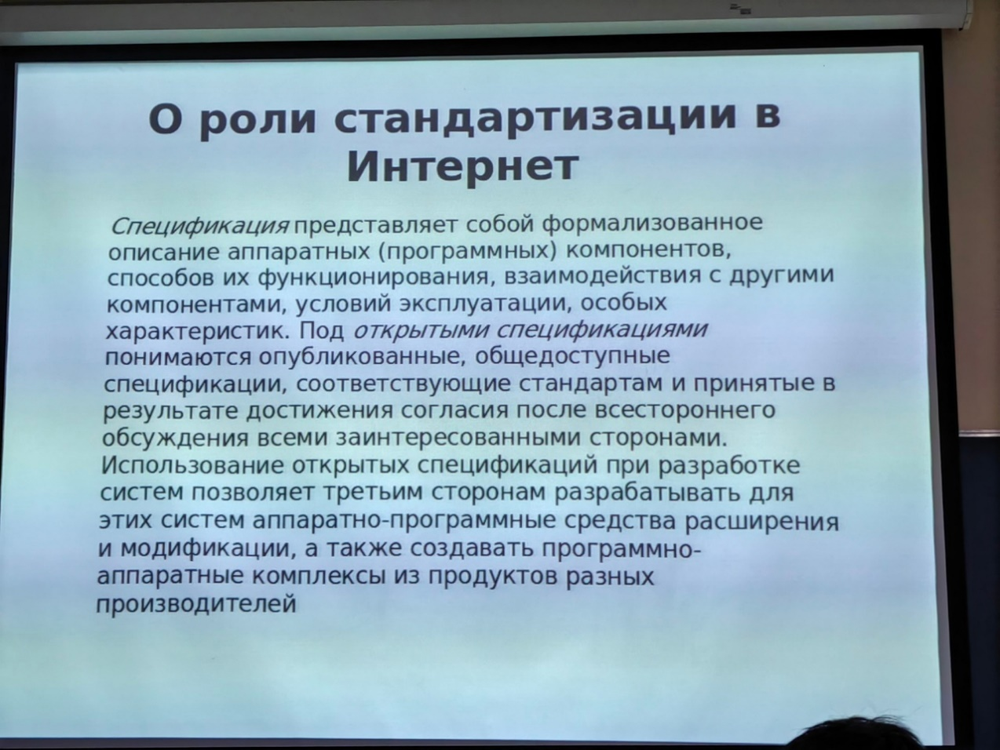 О роли стандартизации в
Интернет
Спецификация представляет собой формализованное
описание аппаратных (программных) компонентов,
способов их функционирования, взаимодействия с другими
компонентами, условий эксплуатации, особых
характеристик. Под открытыми спецификациями
понимаются опубликованные, общедоступные
спецификации, соответствующие стандартам и принятые в
результате достижения согласия после всестороннего
обсуждения всеми заинтересованными сторонами.
Использование открытых спецификаций при разработке
систем позволяет третьим сторонам разрабатывать для
этих систем аппаратно-программные средства расширения
и модификации, а также создавать программно-
аппаратные комплексы из продуктов разных
производителей